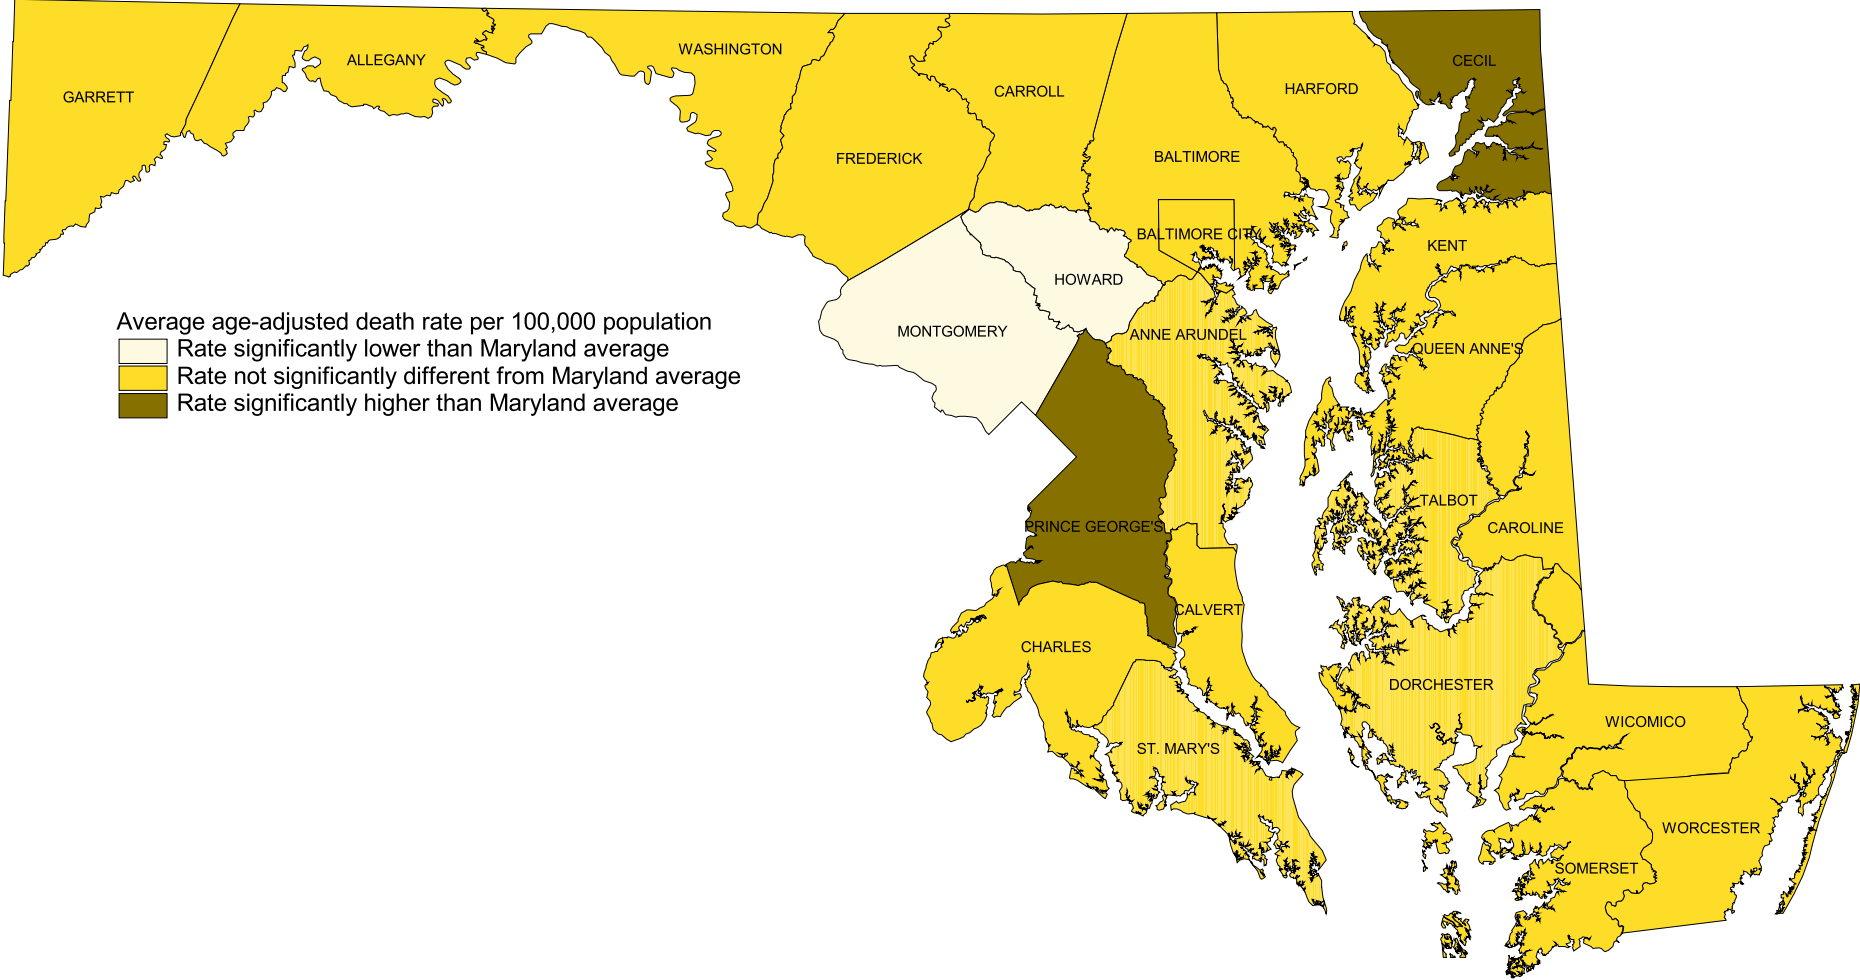 WASHINGTON
ALLEGANY
CECIL
HARFORD
CARROLL
GARRETT
BALTIMORE
FREDERICK
BALTIMORE CITY
KENT
HOWARD
Average age-adjusted death rate per 100,000 population
MONTGOMERY
ANNE ARUNDEL
Rate significantly lower than Maryland average
QUEEN ANNE'S
Rate not significantly different from Maryland average
Rate significantly higher than Maryland average
TALBOT
PRINCE GEORGE'S
CAROLINE
CALVERT
CHARLES
DORCHESTER
WICOMICO
ST. MARY'S
WORCESTER
SOMERSET